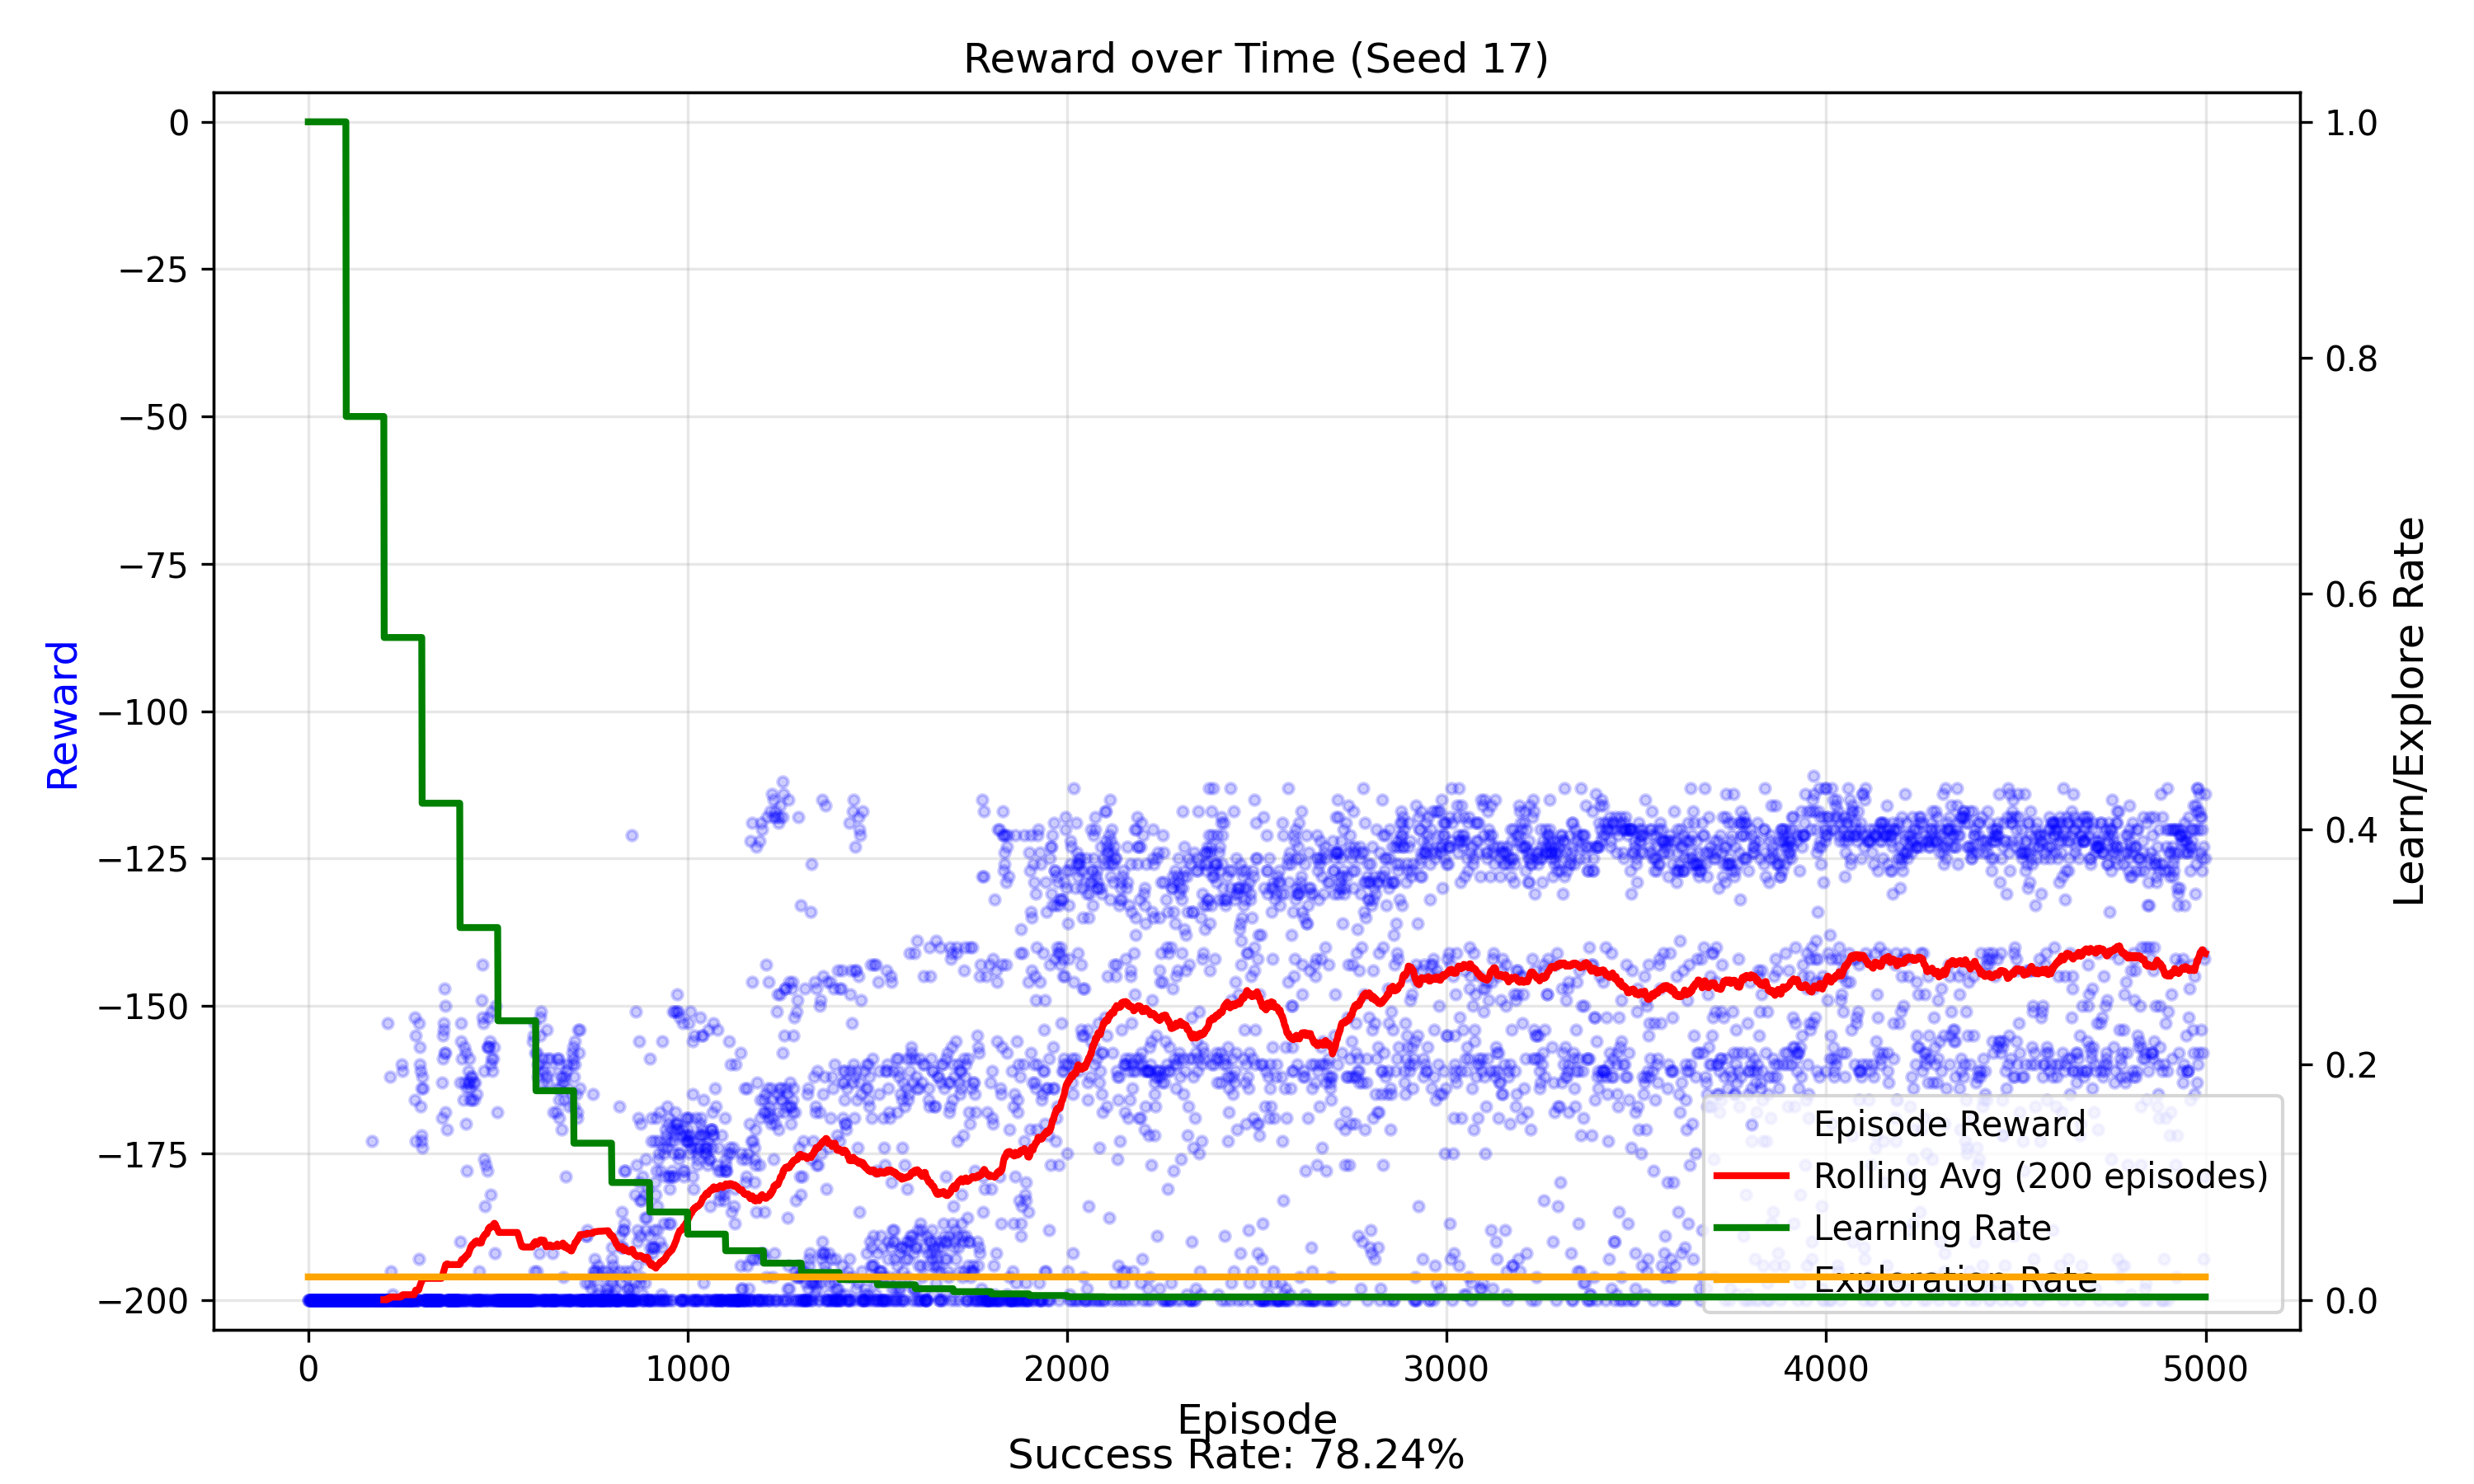 Reward over Time (Seed 17)
0
−25
−50
−75
−100
−125
−150
−175
−200
Reward
1.0
0.8
0.6
0.4
0.2
0.0
Learn/Explore Rate
Episode Reward
Rolling Avg (200 episodes)
Learning Rate
Exploration Rate
0 1000 2000 3000 4000 5000
Episode
Success Rate: 78.24%